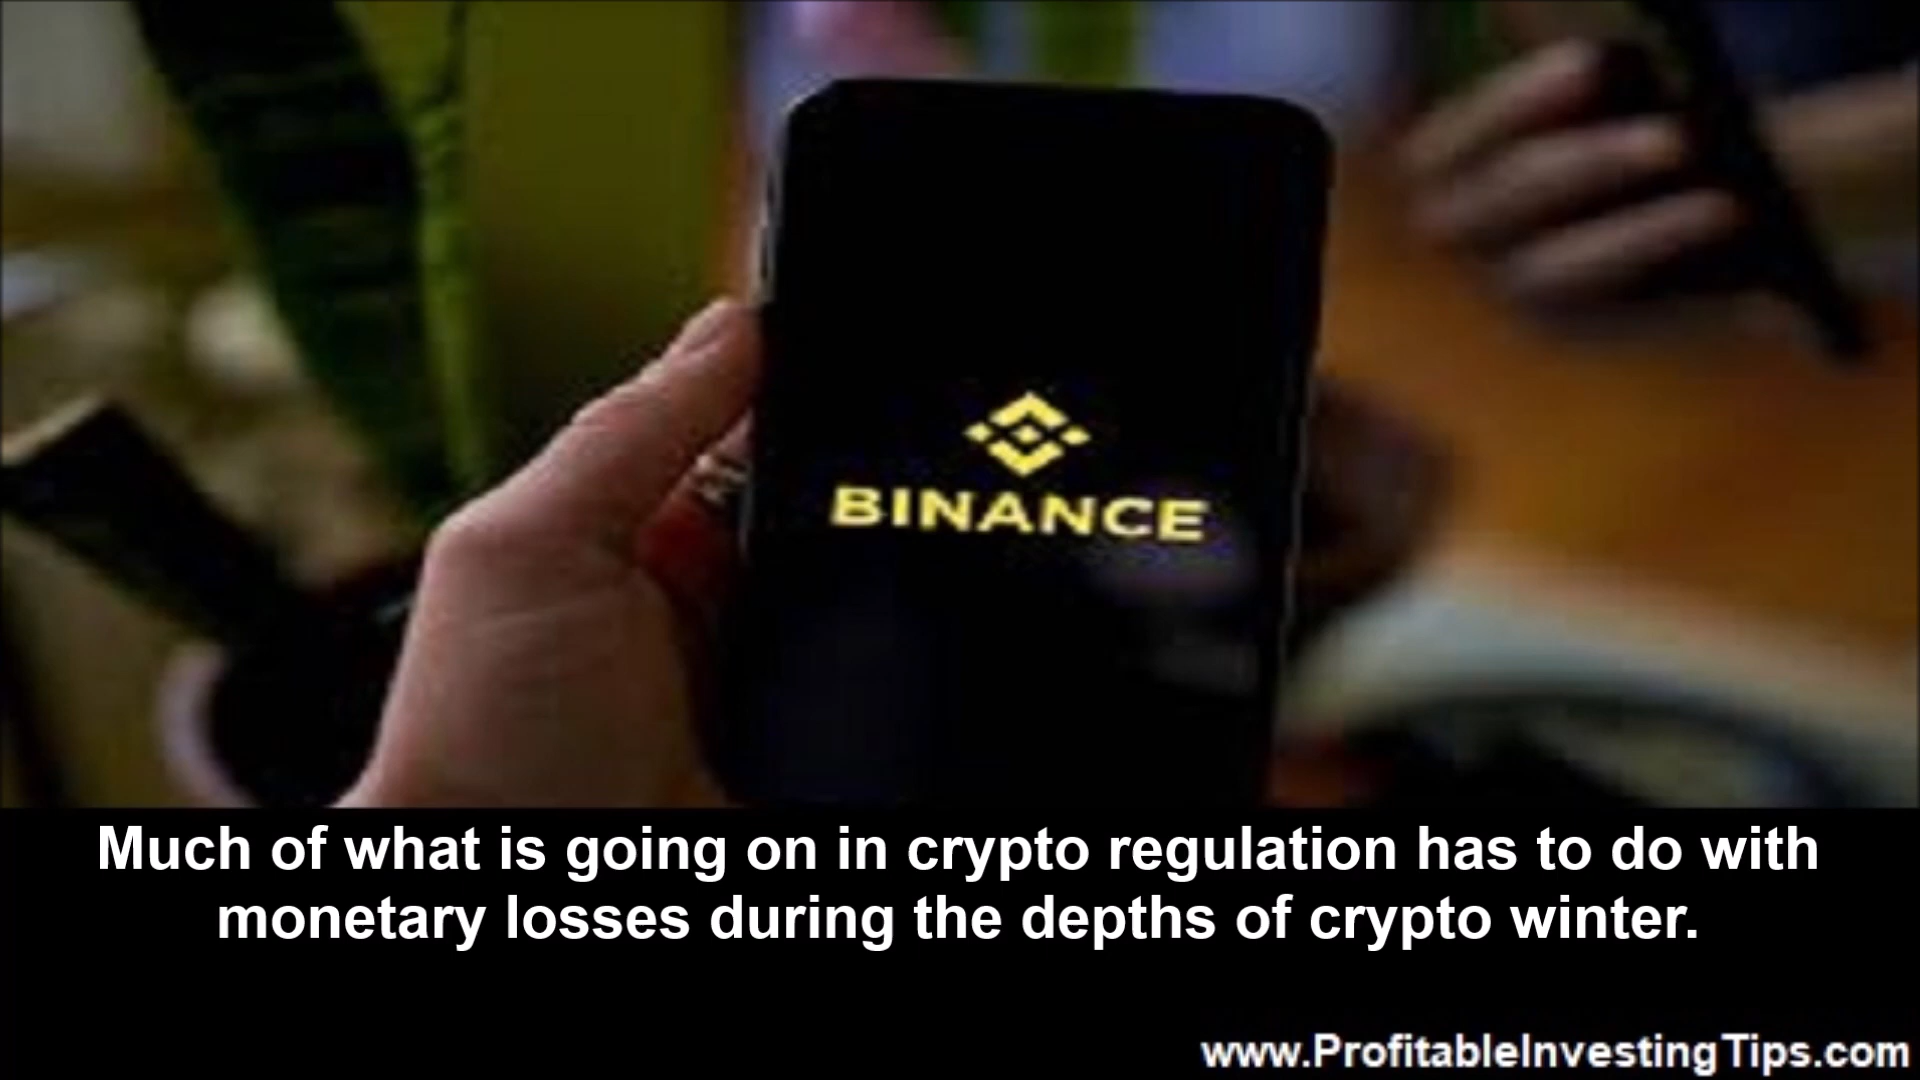 BINANCE
Much of what is going on in crypto regulation has to do with
monetary losses during the depths of crypto winter.
www.ProfitableInvestingTips.com